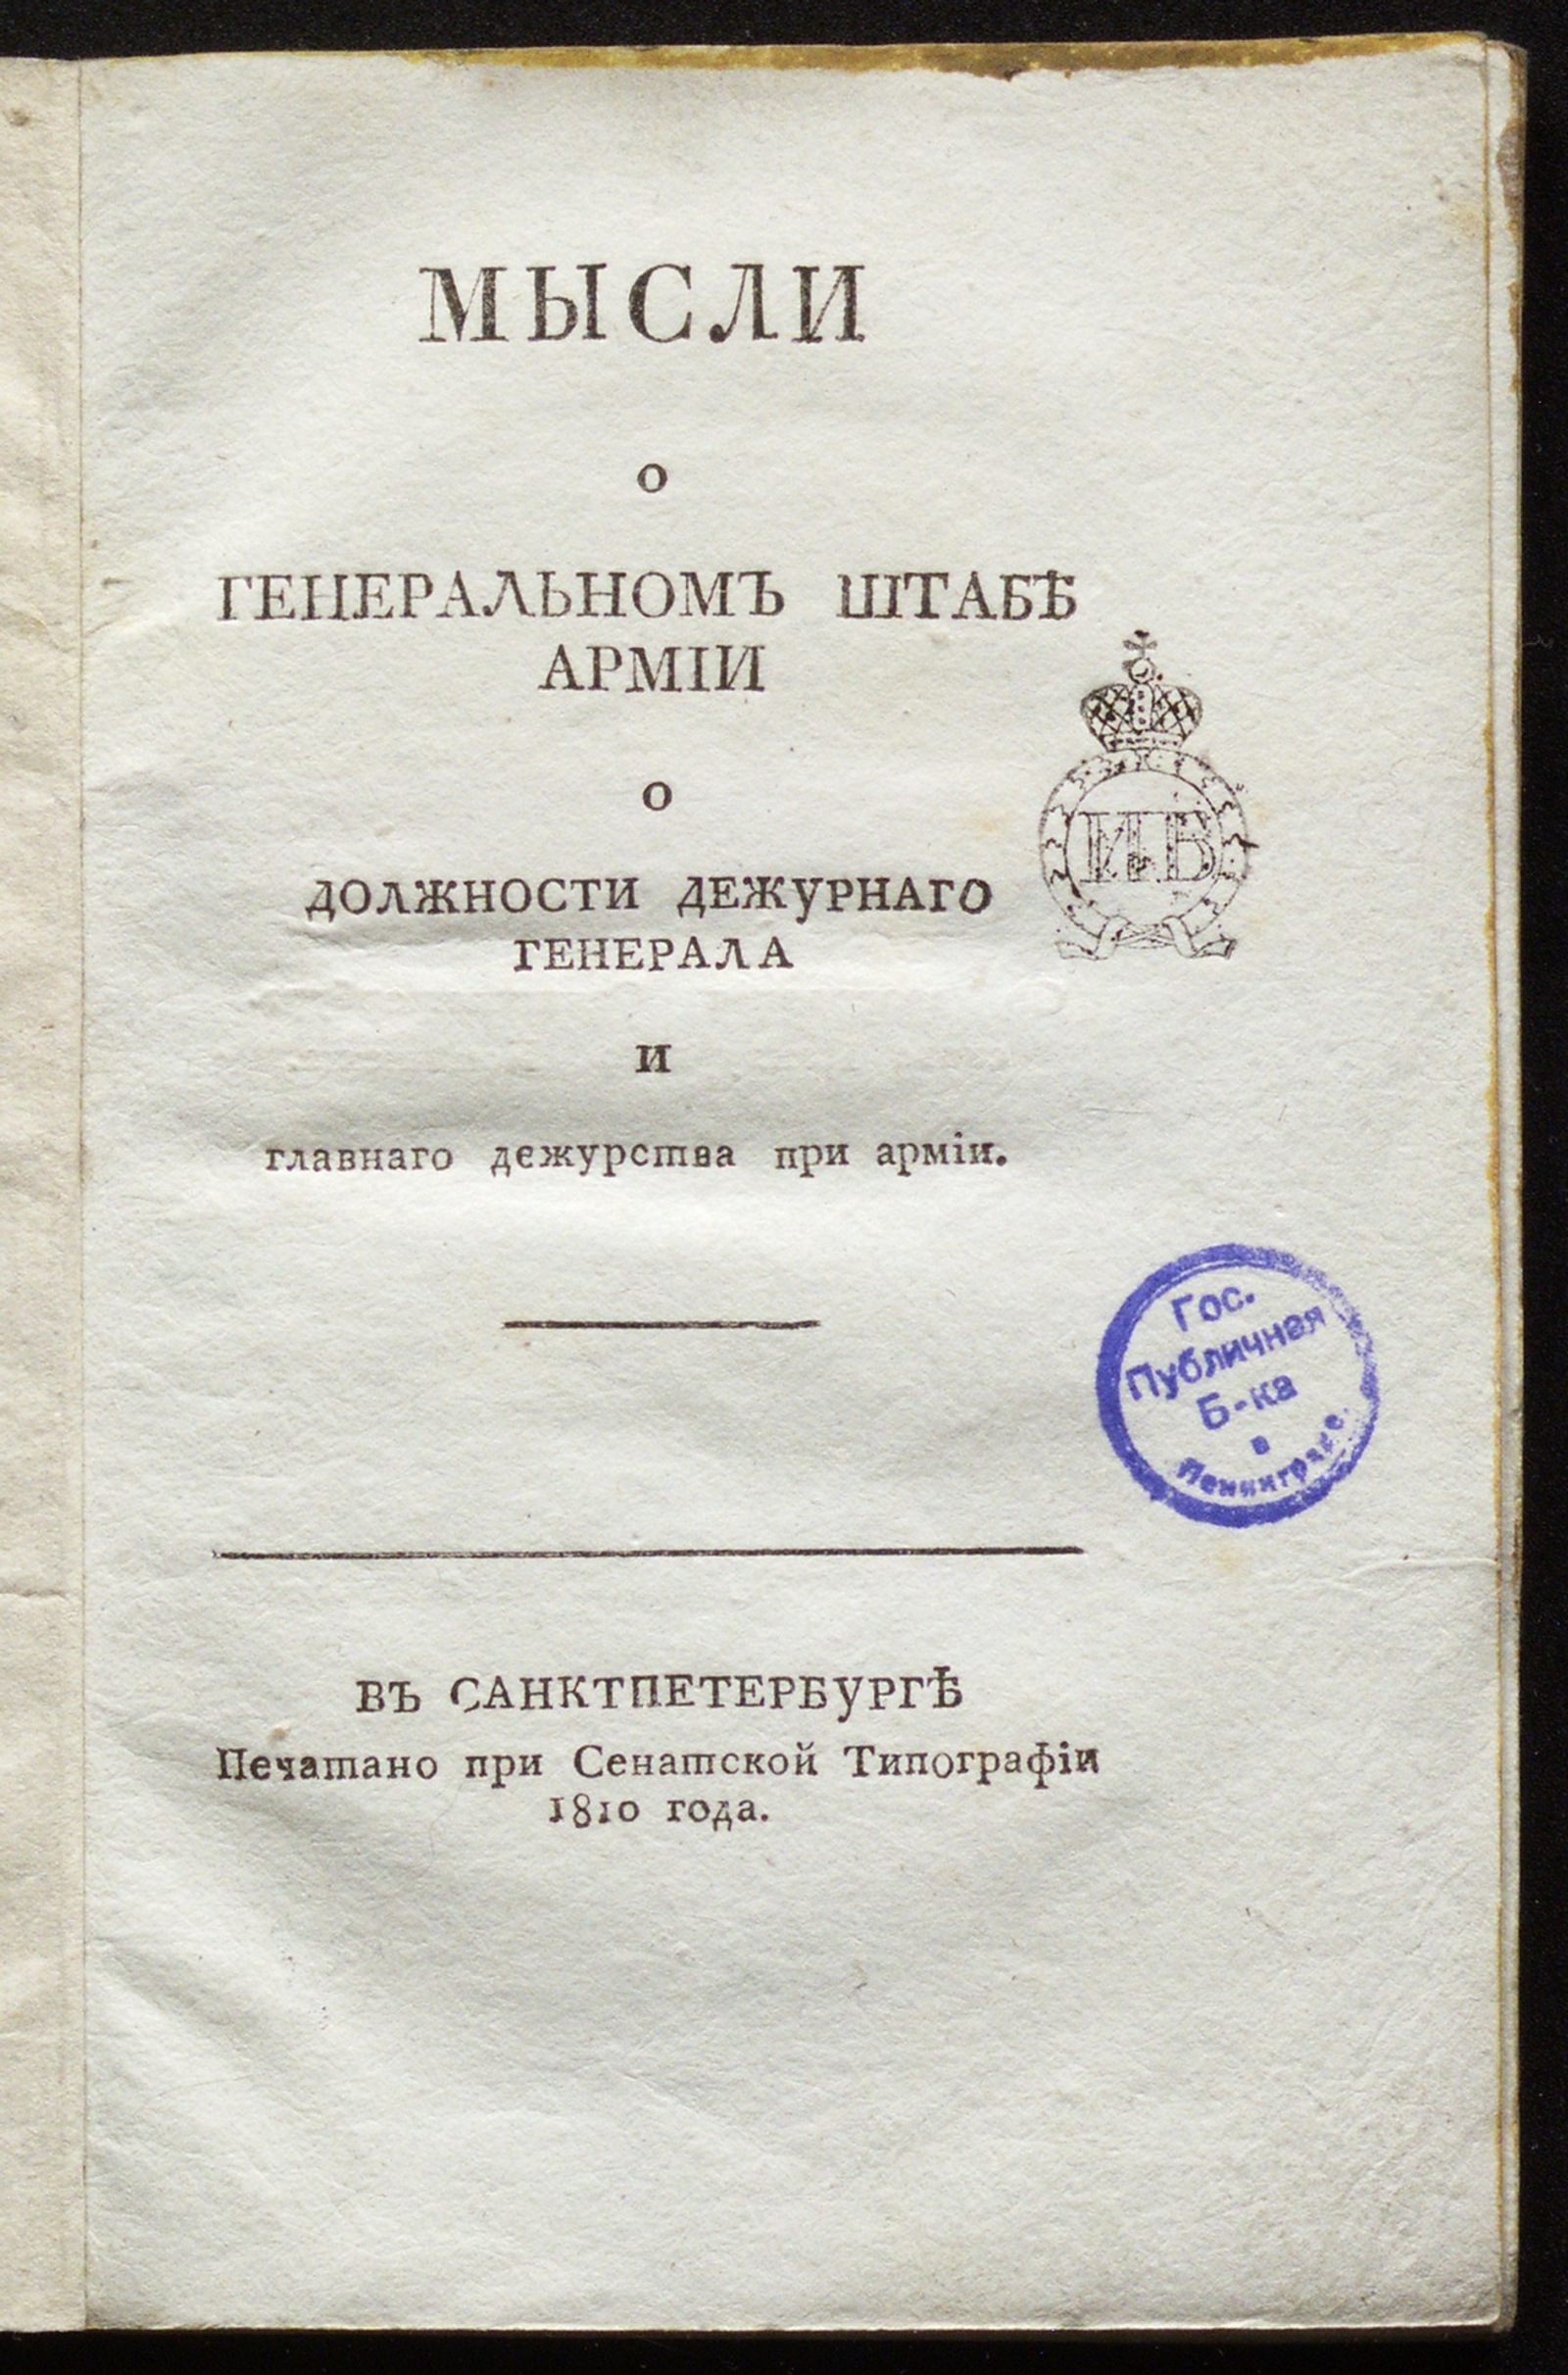 МЫСЛИ
о
ГЕНЕРАЛЬНОМЪ ШТАБѢ
АРМІИ
о
ДОЛЖНОСТИ ДЕЖУРНАГО
ГЕНЕРАЛА
и
главнаго дежурства при арміи.
Гос.
Публичная
Б-ка
в
Ленинграде
ВЪ САНКТПЕТЕРБУРГѢ
Печатано при Сенатской Типографіи
1810 года.